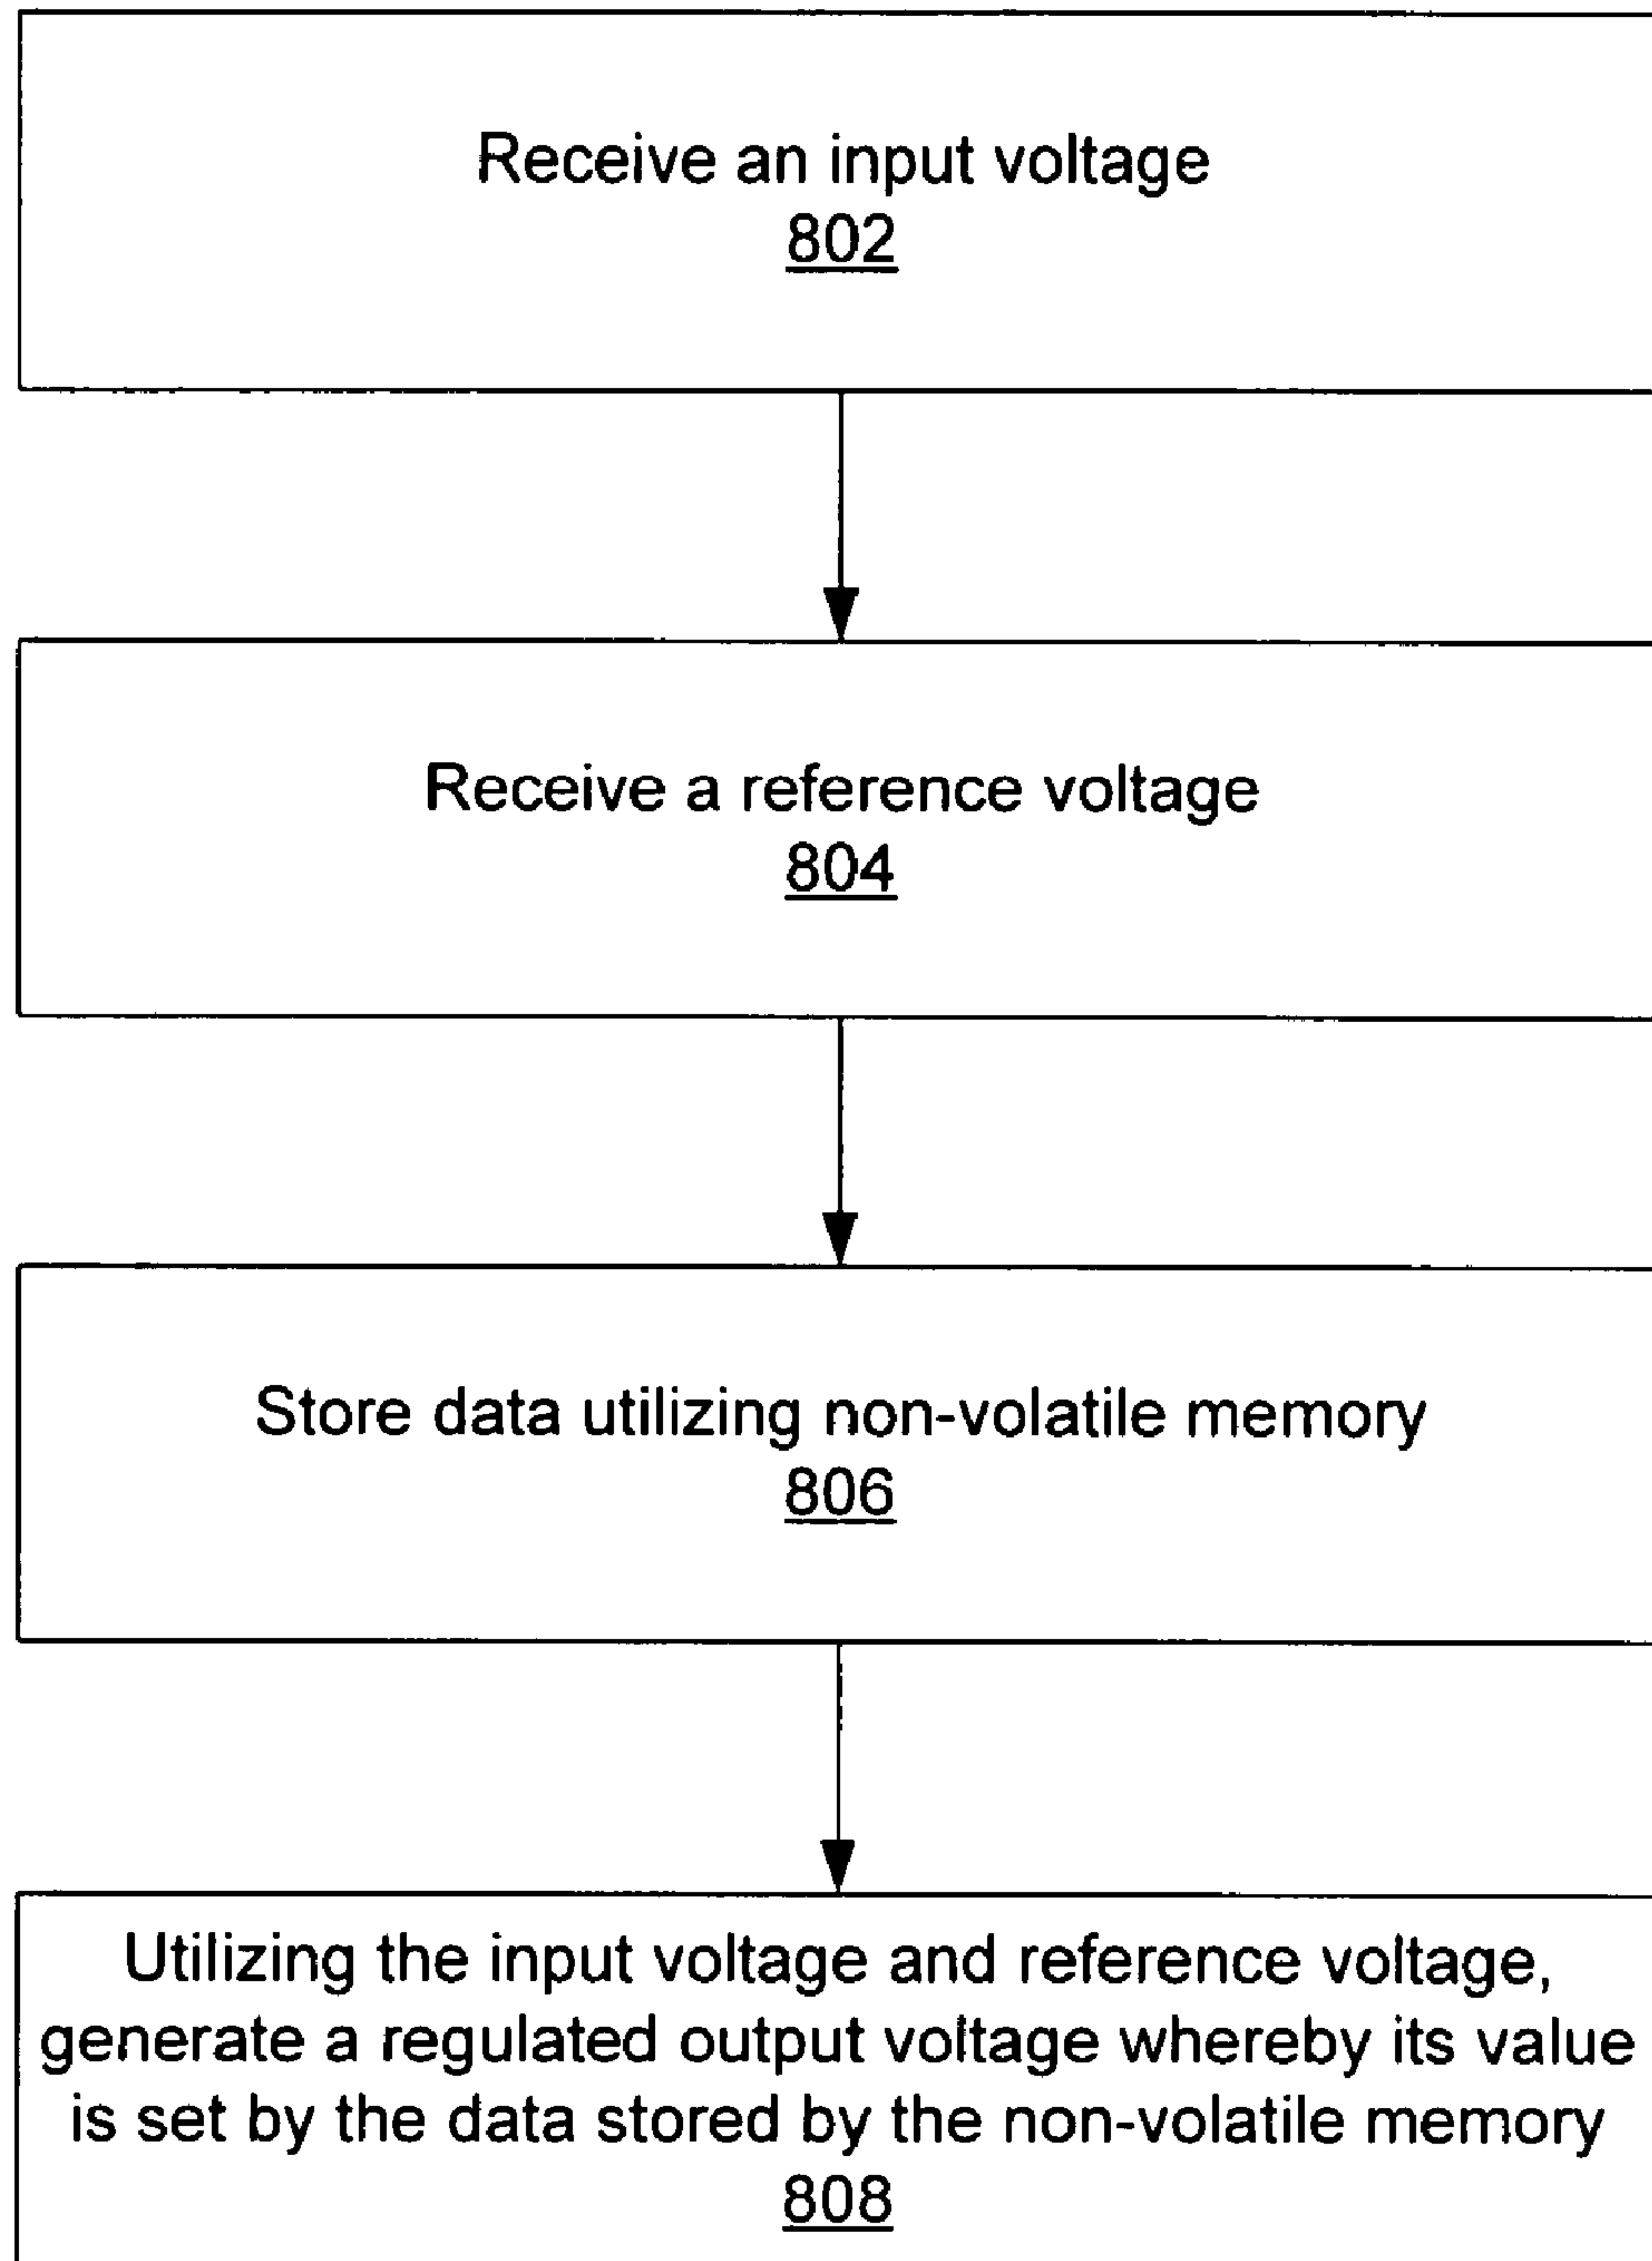 Receive an input voltage
802
Receive a reference voltage
804
Store data utilizing non-volatile memory
806
Utilizing the input voltage and reference voltage,
generate a regulated output voltage whereby its value
is set by the data stored by the non-volatile memory
808